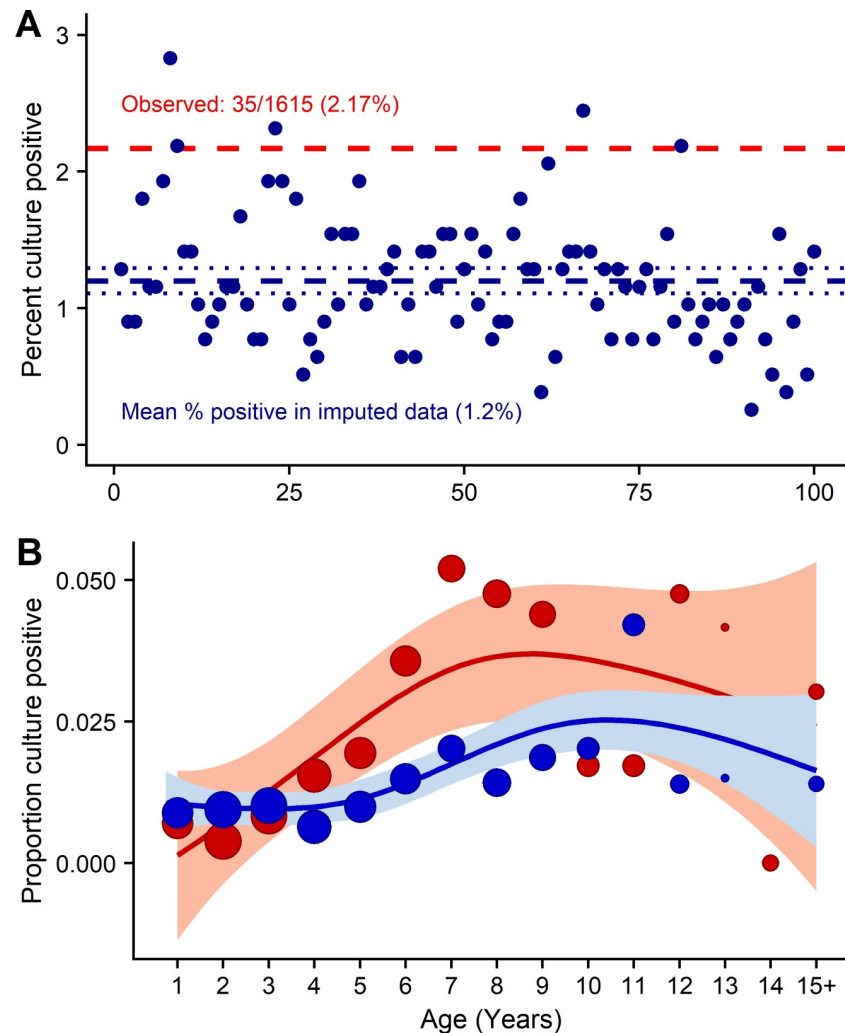 A
3
2
1
0
Percent culture positive
Observed: 35/1615 (2.17%)
Mean % positive in imputed data (1.2%)
0 25 50 75 100
B
0.050
0.025
0.000
Proportion culture positive
1 2 3 4 5 6 7 8 9 10 11 12 13 14 15+
Age (Years)